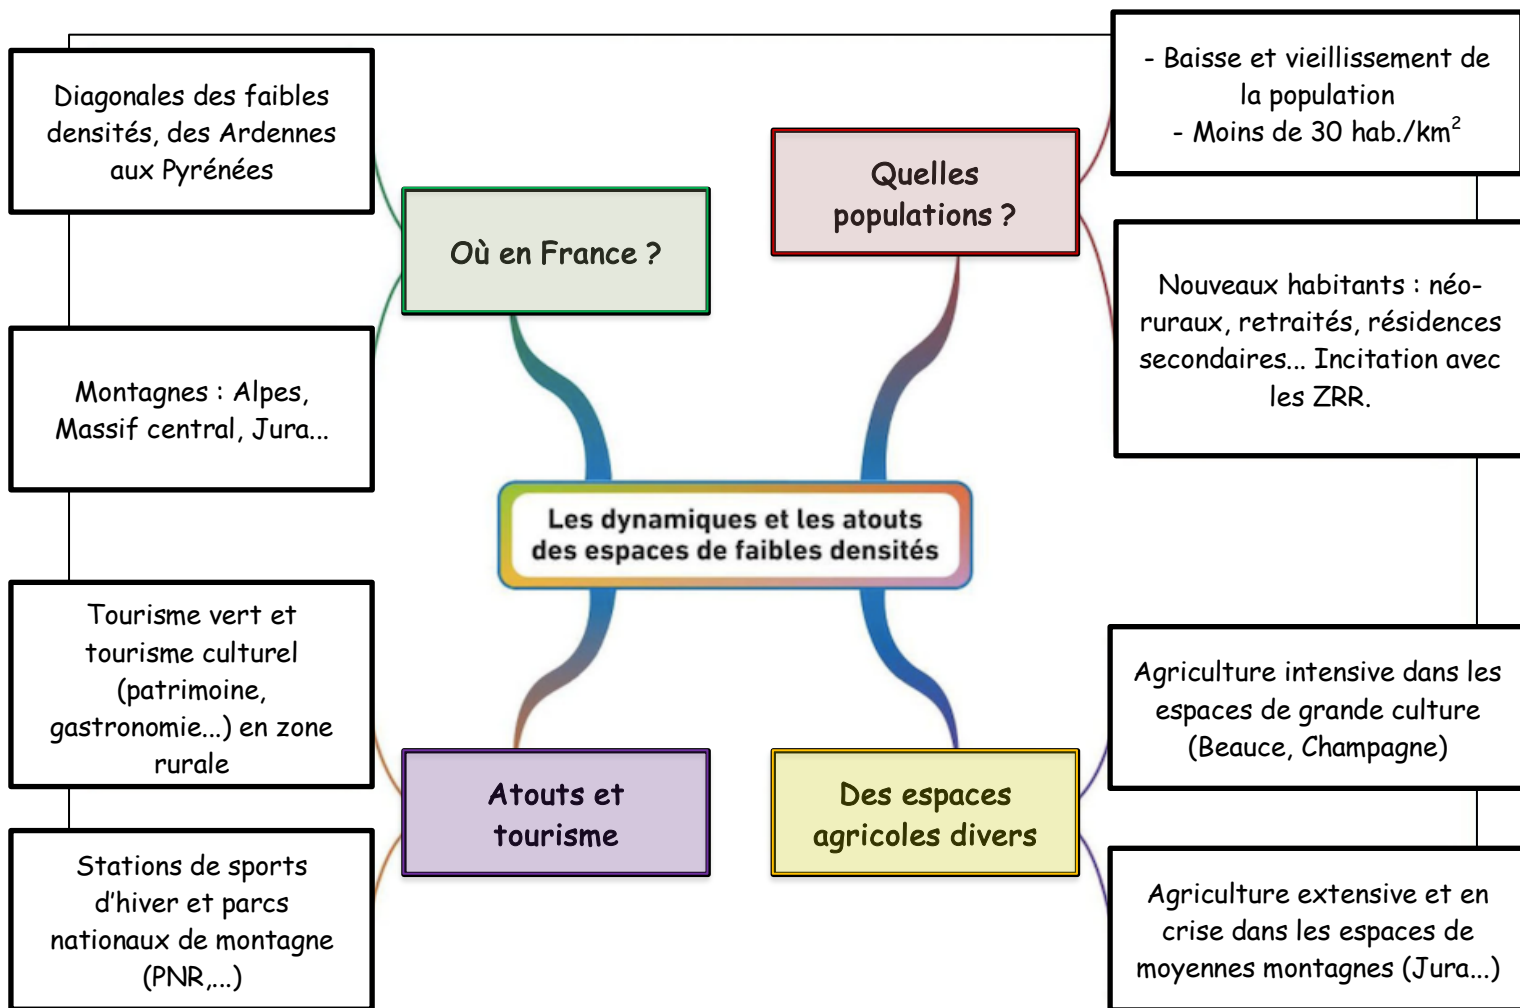 Diagonales des faibles
densités, des Ardennes
aux Pyrénées
Où en France ?
Montagnes : Alpes,
Massif central, Jura...
Quelles
populations ?
- Baisse et vieillissement de
la population
- Moins de 30 hab./km²
Nouveaux habitants : néo-
ruraux, retraités, résidences
secondaires... Incitation avec
les ZRR.
Les dynamiques et les atouts
des espaces de faibles densités
Tourisme vert et
tourisme culturel
(patrimoine,
gastronomie...) en zone
rurale
Atouts et
tourisme
Stations de sports
d'hiver et parcs
nationaux de montagne
(PNR,...)
Des espaces
agricoles divers
Agriculture intensive dans les
espaces de grande culture
(Beauce, Champagne)
Agriculture extensive et en
crise dans les espaces de
moyennes montagnes (Jura...)